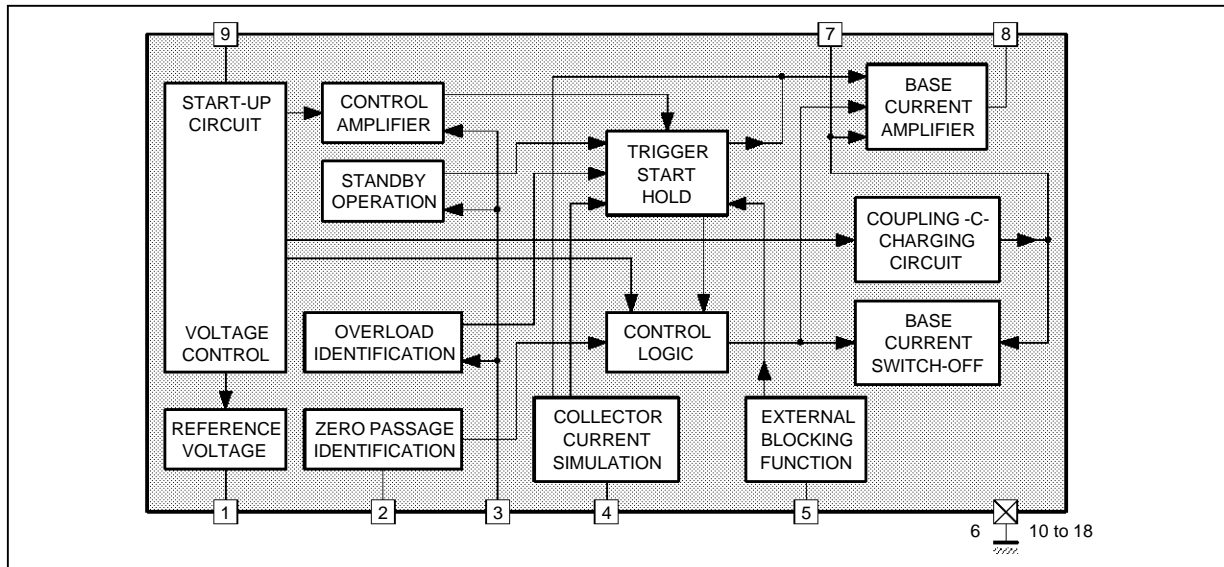 9
7
8
START-UP
CIRCUIT
VOLTAGE
CONTROL
CONTROL
AMPLIFIER
STANDBY
OPERATION
TRIGGER
START
HOLD
BASE
CURRENT
AMPLIFIER
COUPLING -C-
CHARGING
CIRCUIT
OVERLOAD
IDENTIFICATION
CONTROL
LOGIC
BASE
CURRENT
SWITCH-OFF
REFERENCE
VOLTAGE
ZERO PASSAGE
IDENTIFICATION
COLLECTOR
CURRENT
SIMULATION
EXTERNAL
BLOCKING
FUNCTION
1
2
3
4
5
6
10 to 18